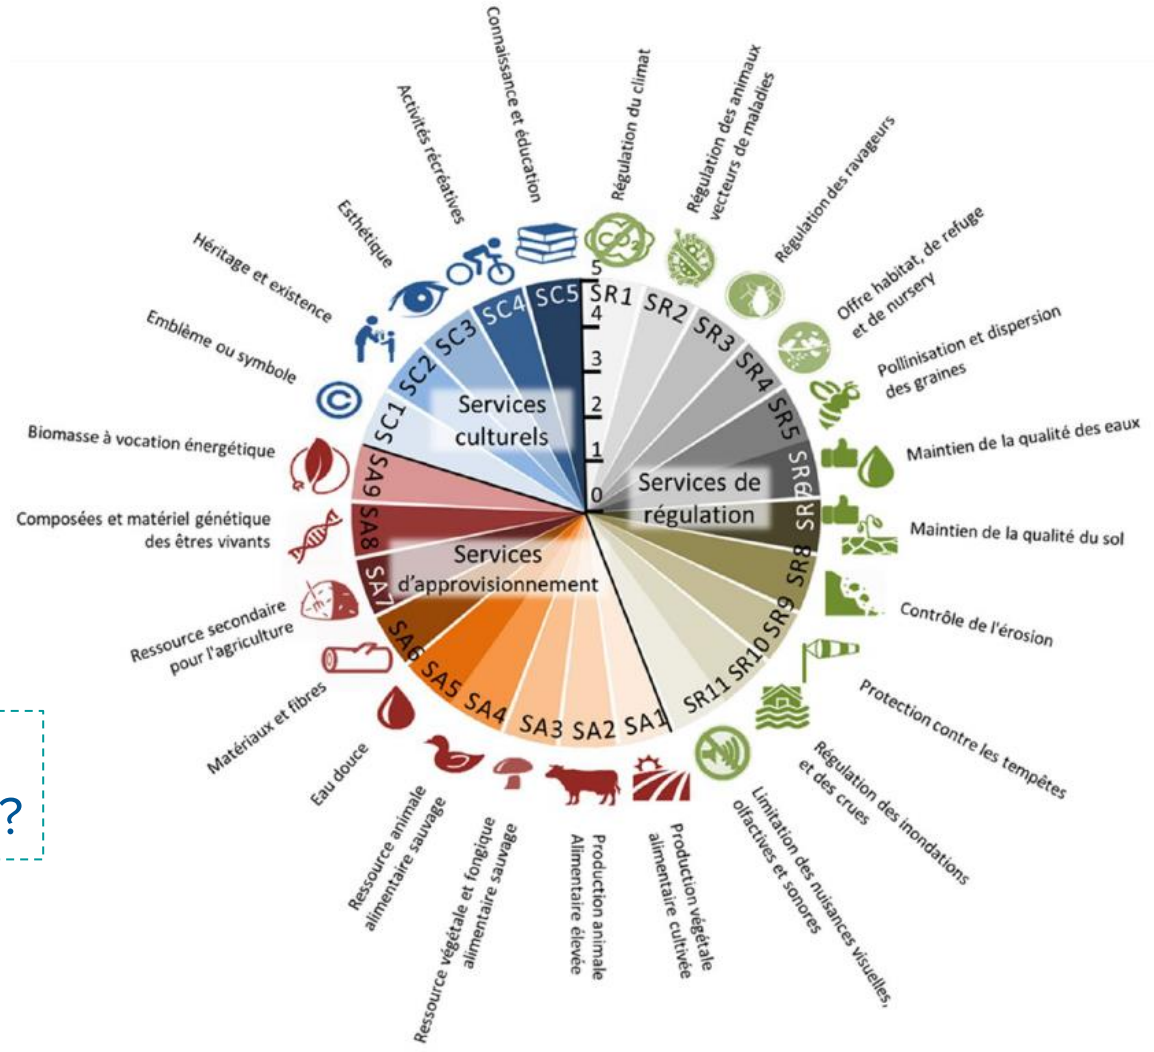 Connaissance et éducation
Régulation du climat
Régulation des animaux
vecteurs de maladies
Régulation des ravageurs
Offre habitat, de refuge
et de nursery
Pollinisation et dispersion
des graines
Maintien de la qualité des eaux
Maintien de la qualité du sol
Contrôle de l'érosion
Protection contre les tempêtes
Régulation des inondations
et des crues
Limitation des nuisances visuelles,
olfactives et sonores
Production végétale
alimentaire cultivée
Production animale
Alimentaire élevée
Ressource végétale et fongique
alimentaire sauvage
Ressource animale
alimentaire sauvage
Eau douce
Matériaux et fibres
Ressource secondaire
pour l'agriculture
Composées et matériel génétique
des êtres vivants
Biomasse à vocation énergétique
Emblème ou symbole
Héritage et existence
Esthétique
Activités récréatives
CO2
5
4
3
2
1
0
SR1
SR2
SR3
SR4
SR5
SR6
SR7
SR8
SR9
SR10
SR11
SA1
SA2
SA3
SA4
SA5
SA6
SA7
SA8
SA9
SC1
SC2
SC3
SC4
SC5
Services
culturels
Services de
régulation
Services
d'approvisionnement
©
?